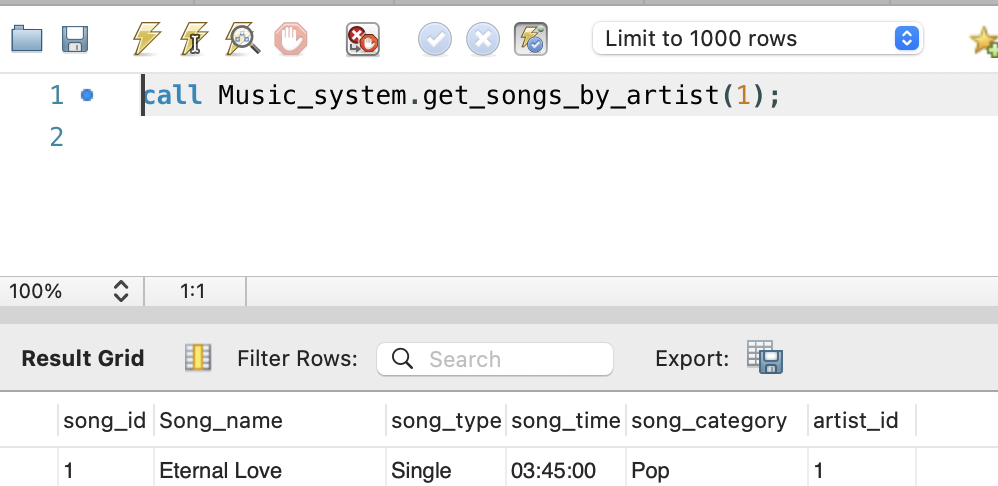 Limit to 1000 rows
1 call Music_system.get_songs_by_artist(1);
2
100% 1:1
Result Grid Filter Rows: Search Export:
song_id Song_name song_type song_time song_category artist_id
1 Eternal Love Single 03:45:00 Pop 1